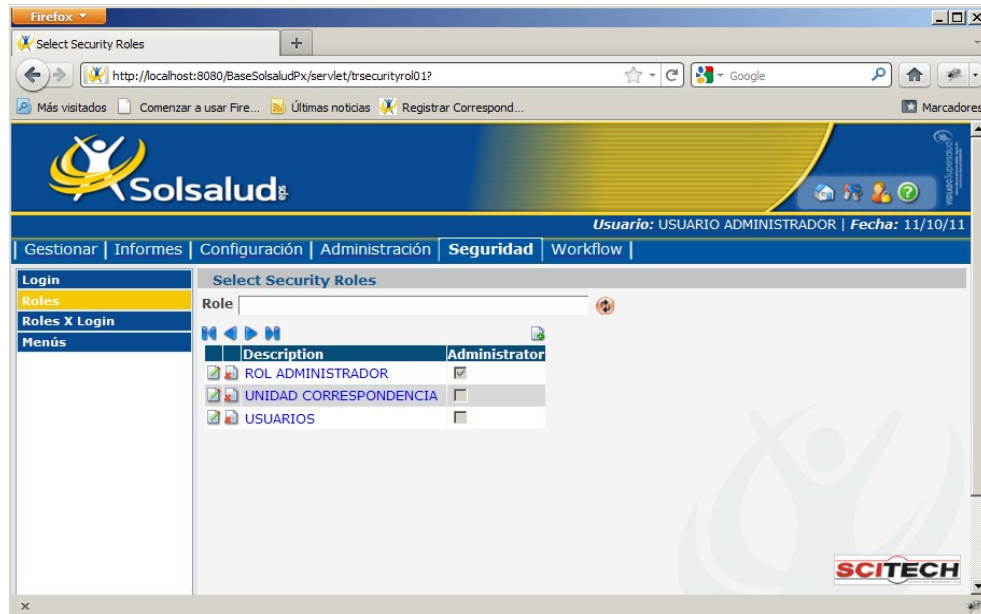 Firefox
Select Security Roles
http://localhost:8080/BaseSolsaludPx/servlet/trsecurityrol01?
Google
Más visitados Comenzar a usar Fire... Últimas noticias Registrar Correspond... Marcadores
Solsalud
Usuario: USUARIO ADMINISTRADOR | Fecha: 11/10/11
Gestionar | Informes | Configuración | Administración | Seguridad | Workflow |
Login
Roles
Roles X Login
Menús
Select Security Roles
Role
Description Administrator
ROL ADMINISTRADOR
UNIDAD CORRESPONDENCIA
USUARIOS
SCITECH